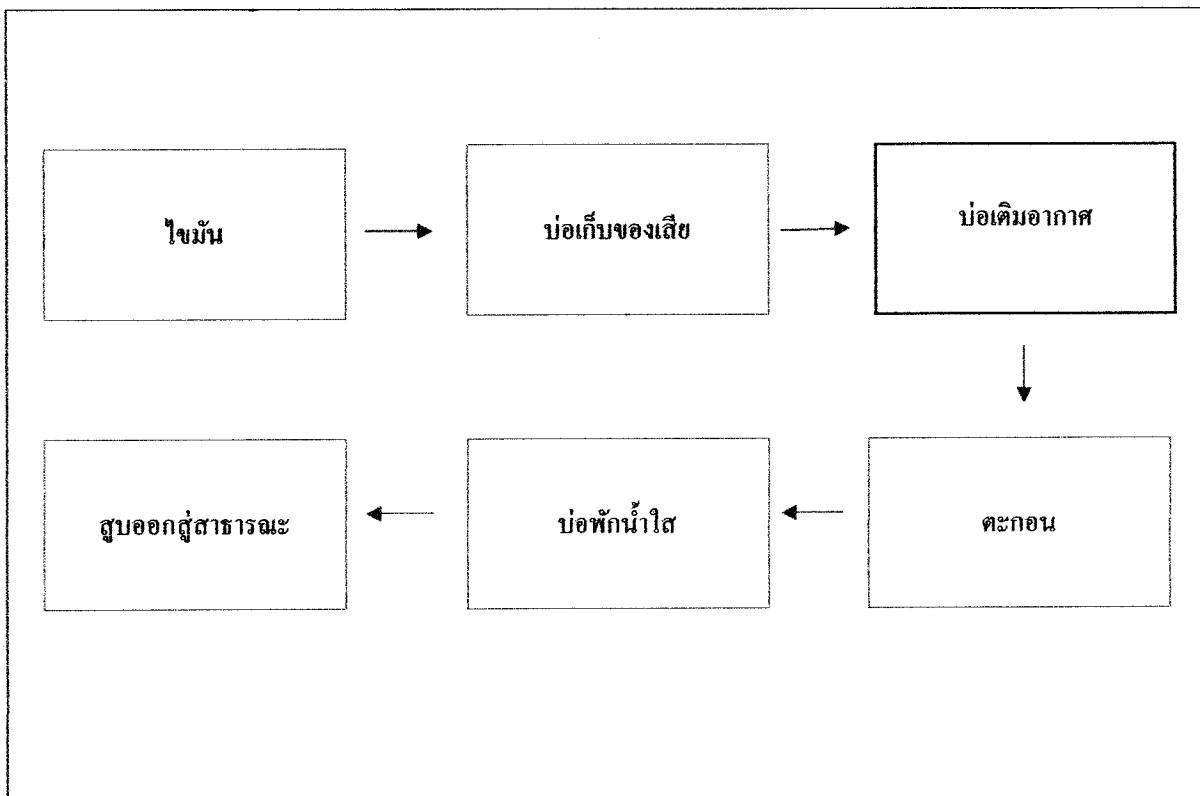 ไขมัน
บ่อเก็บของเสีย
บ่อเติมอากาศ
ตะกอน
บ่อพักน้ำใส
สูบออกสู่สาธารณะ